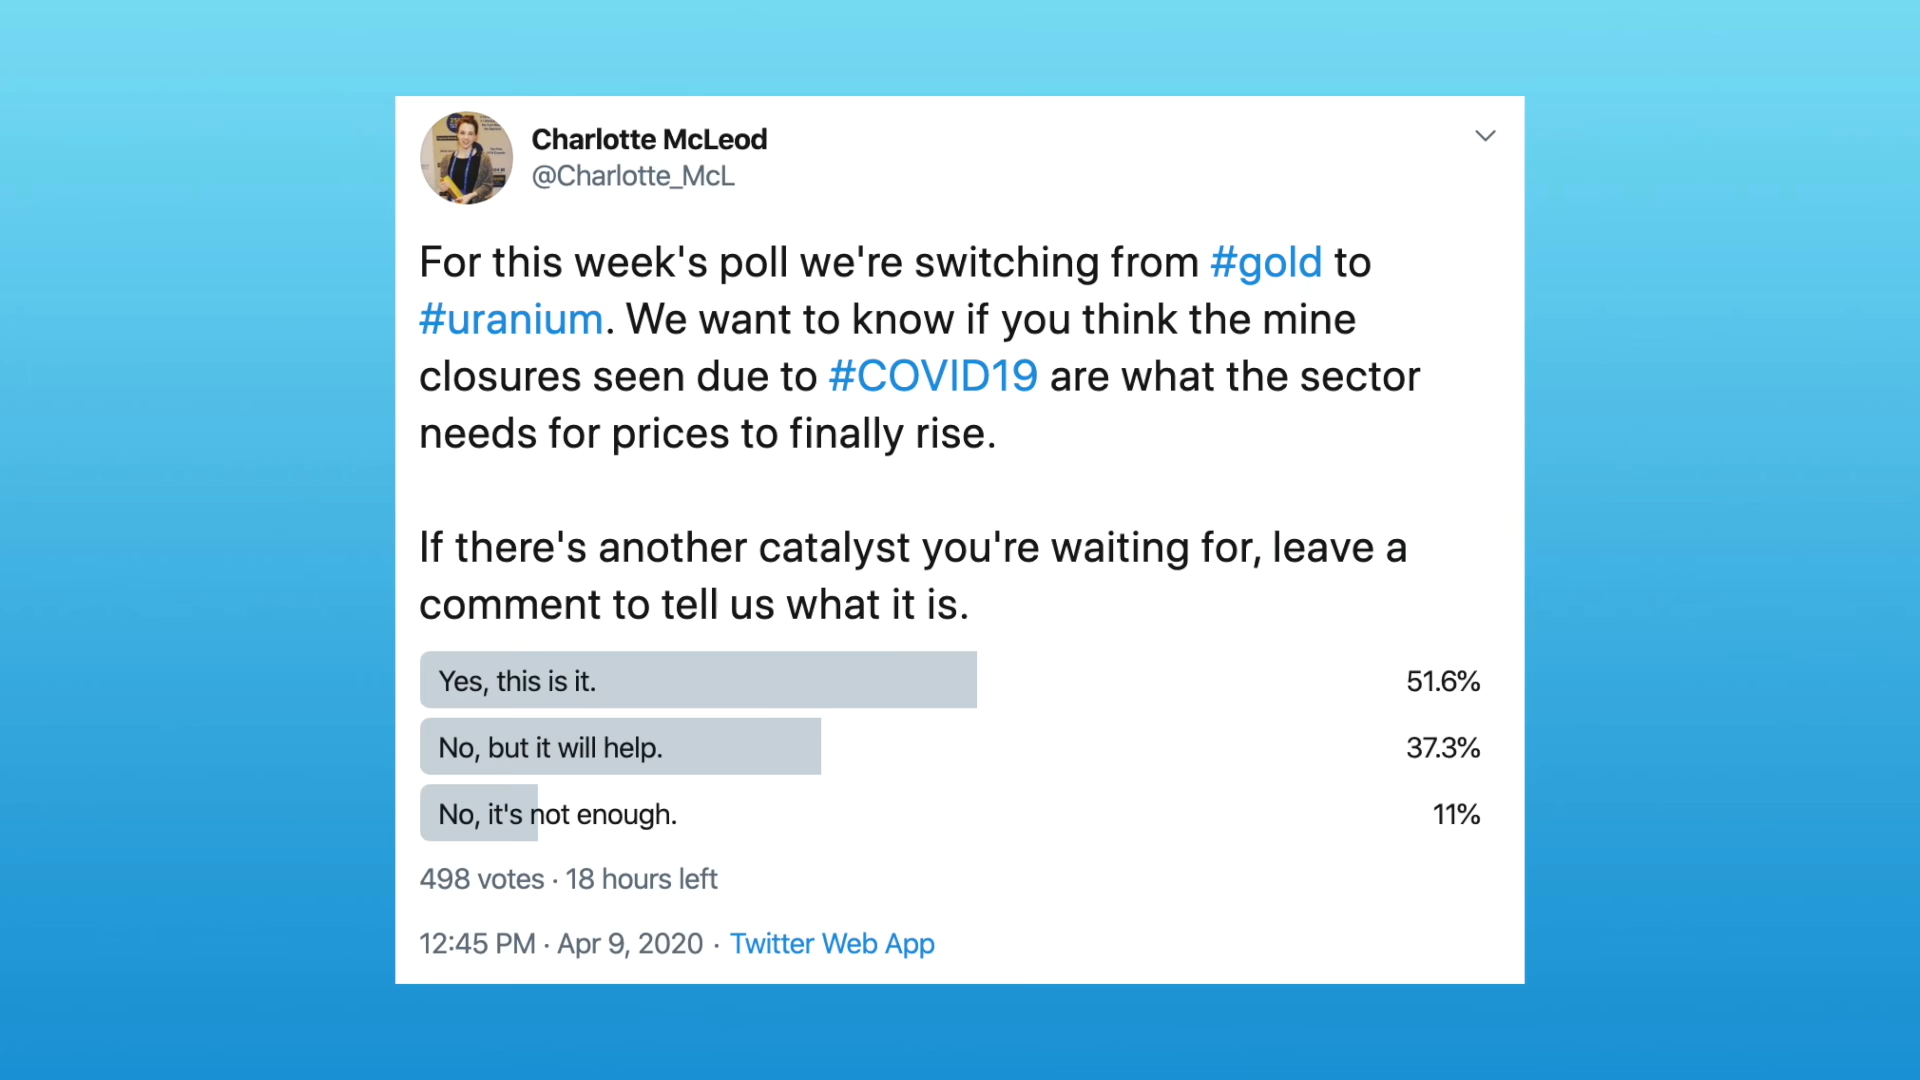 Charlotte McLeod
@Charlotte_McL
For this week's poll we're switching from #gold to
#uranium. We want to know if you think the mine
closures seen due to #COVID19 are what the sector
needs for prices to finally rise.
If there's another catalyst you're waiting for, leave a
comment to tell us what it is.
Yes, this is it. 51.6%
No, but it will help. 37.3%
No, it's not enough. 11%
498 votes · 18 hours left
12:45 PM · Apr 9, 2020 · Twitter Web App